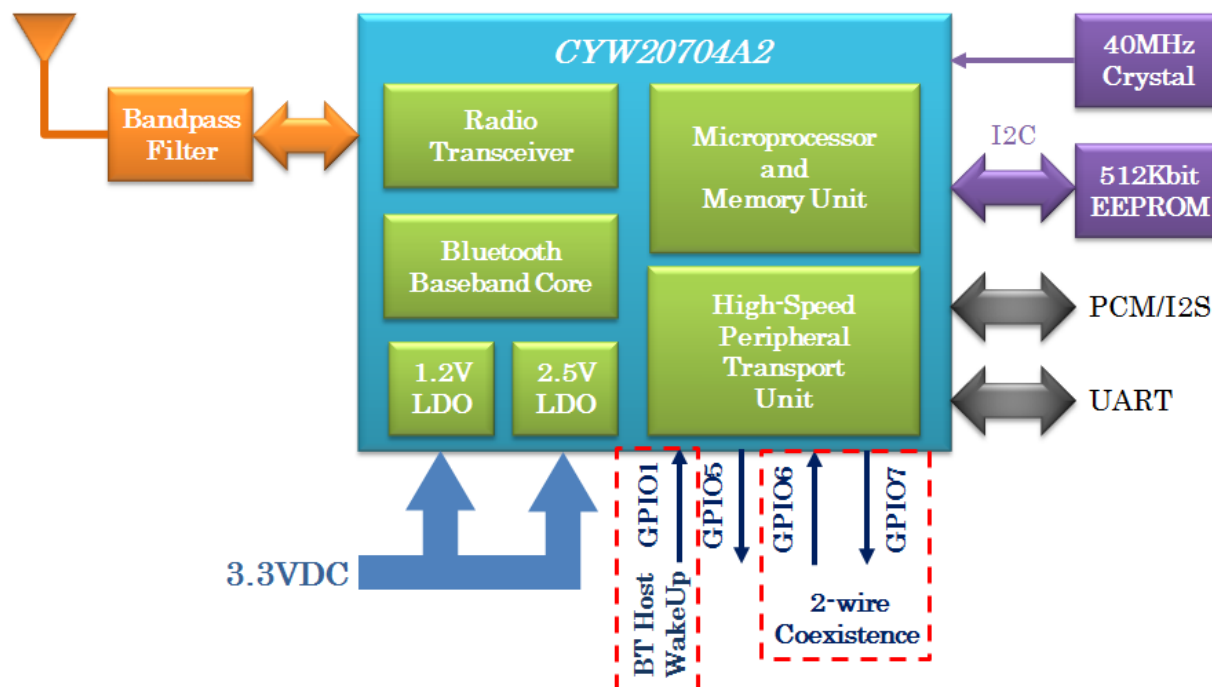 CYW20704A2
40MHz
Crystal
Bandpass
Filter
Radio
Transceiver
Microprocessor
and
Memory Unit
I2C
512Kbit
EEPROM
Bluetooth
Baseband Core
High-Speed
Peripheral
Transport
Unit
PCM/I2S
1.2V
LDO
2.5V
LDO
UART
3.3VDC
GPIO1
BT Host
WakeUp
GPIO5
GPIO6
GPIO7
2-wire
Coexistence